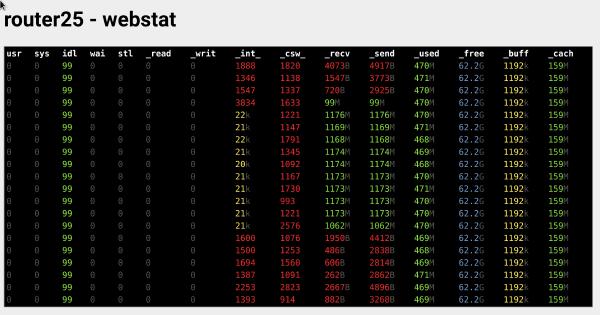 router25 - webstat
usr sys idl wai stl _read _writ _int_ _csw_ _recv _send _used _free _buff _cach
0 0 99 0 0 0 0 1888 1820 4073B 4917B 470M 62.2G 1192k 159M
0 0 99 0 0 0 0 1346 1138 1547B 3773B 471M 62.2G 1192k 159M
0 0 99 0 0 0 0 1547 1337 720B 2925B 470M 62.2G 1192k 159M
0 0 99 0 0 0 0 3834 1633 99M 99M 470M 62.2G 1192k 159M
0 0 99 0 0 0 0 22k 1221 1176M 1176M 470M 62.2G 1192k 159M
0 0 99 0 0 0 0 21k 1147 1169M 1169M 471M 62.2G 1192k 159M
0 0 99 0 0 0 0 22k 1791 1168M 1168M 468M 62.2G 1192k 159M
0 0 99 0 0 0 0 21k 1345 1174M 1174M 469M 62.2G 1192k 159M
0 0 99 0 0 0 0 20k 1092 1174M 1174M 468M 62.2G 1192k 159M
0 0 99 0 0 0 0 21k 1167 1173M 1173M 470M 62.2G 1192k 159M
0 0 99 0 0 0 0 21k 1730 1173M 1173M 471M 62.2G 1192k 159M
0 0 99 0 0 0 0 21k 993 1173M 1173M 470M 62.2G 1192k 159M
0 0 99 0 0 0 0 21k 1221 1173M 1173M 470M 62.2G 1192k 159M
0 0 99 0 0 0 0 21k 2576 1062M 1062M 470M 62.2G 1192k 159M
0 0 99 0 0 0 0 1600 1076 1950B 4412B 469M 62.2G 1192k 159M
0 0 99 0 0 0 0 1500 1253 486B 2838B 468M 62.2G 1192k 159M
0 0 99 0 0 0 0 1694 1560 606B 2814B 469M 62.2G 1192k 159M
0 0 99 0 0 0 0 1387 1091 262B 2862B 471M 62.2G 1192k 159M
0 0 99 0 0 0 0 2253 2823 2667B 4896B 469M 62.2G 1192k 159M
0 0 99 0 0 0 0 1393 914 882B 3268B 469M 62.2G 1192k 159M